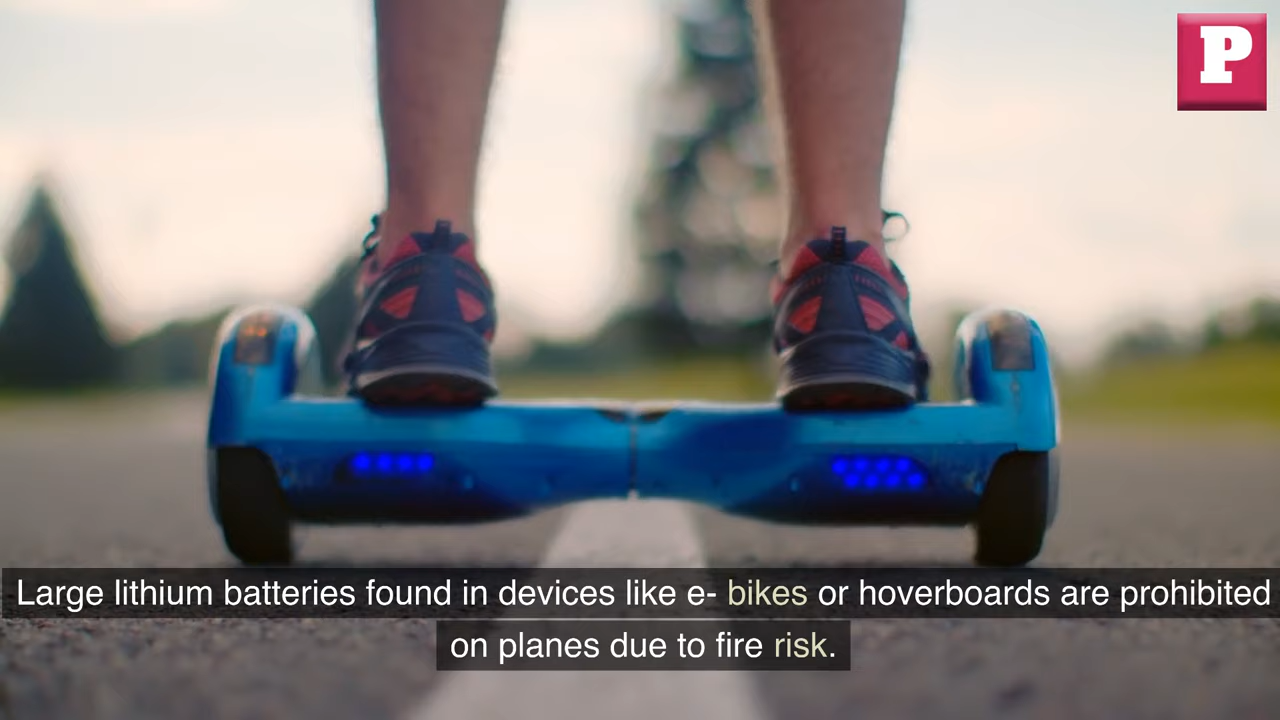 P
Large lithium batteries found in devices like e- bikes or hoverboards are prohibited
on planes due to fire risk.